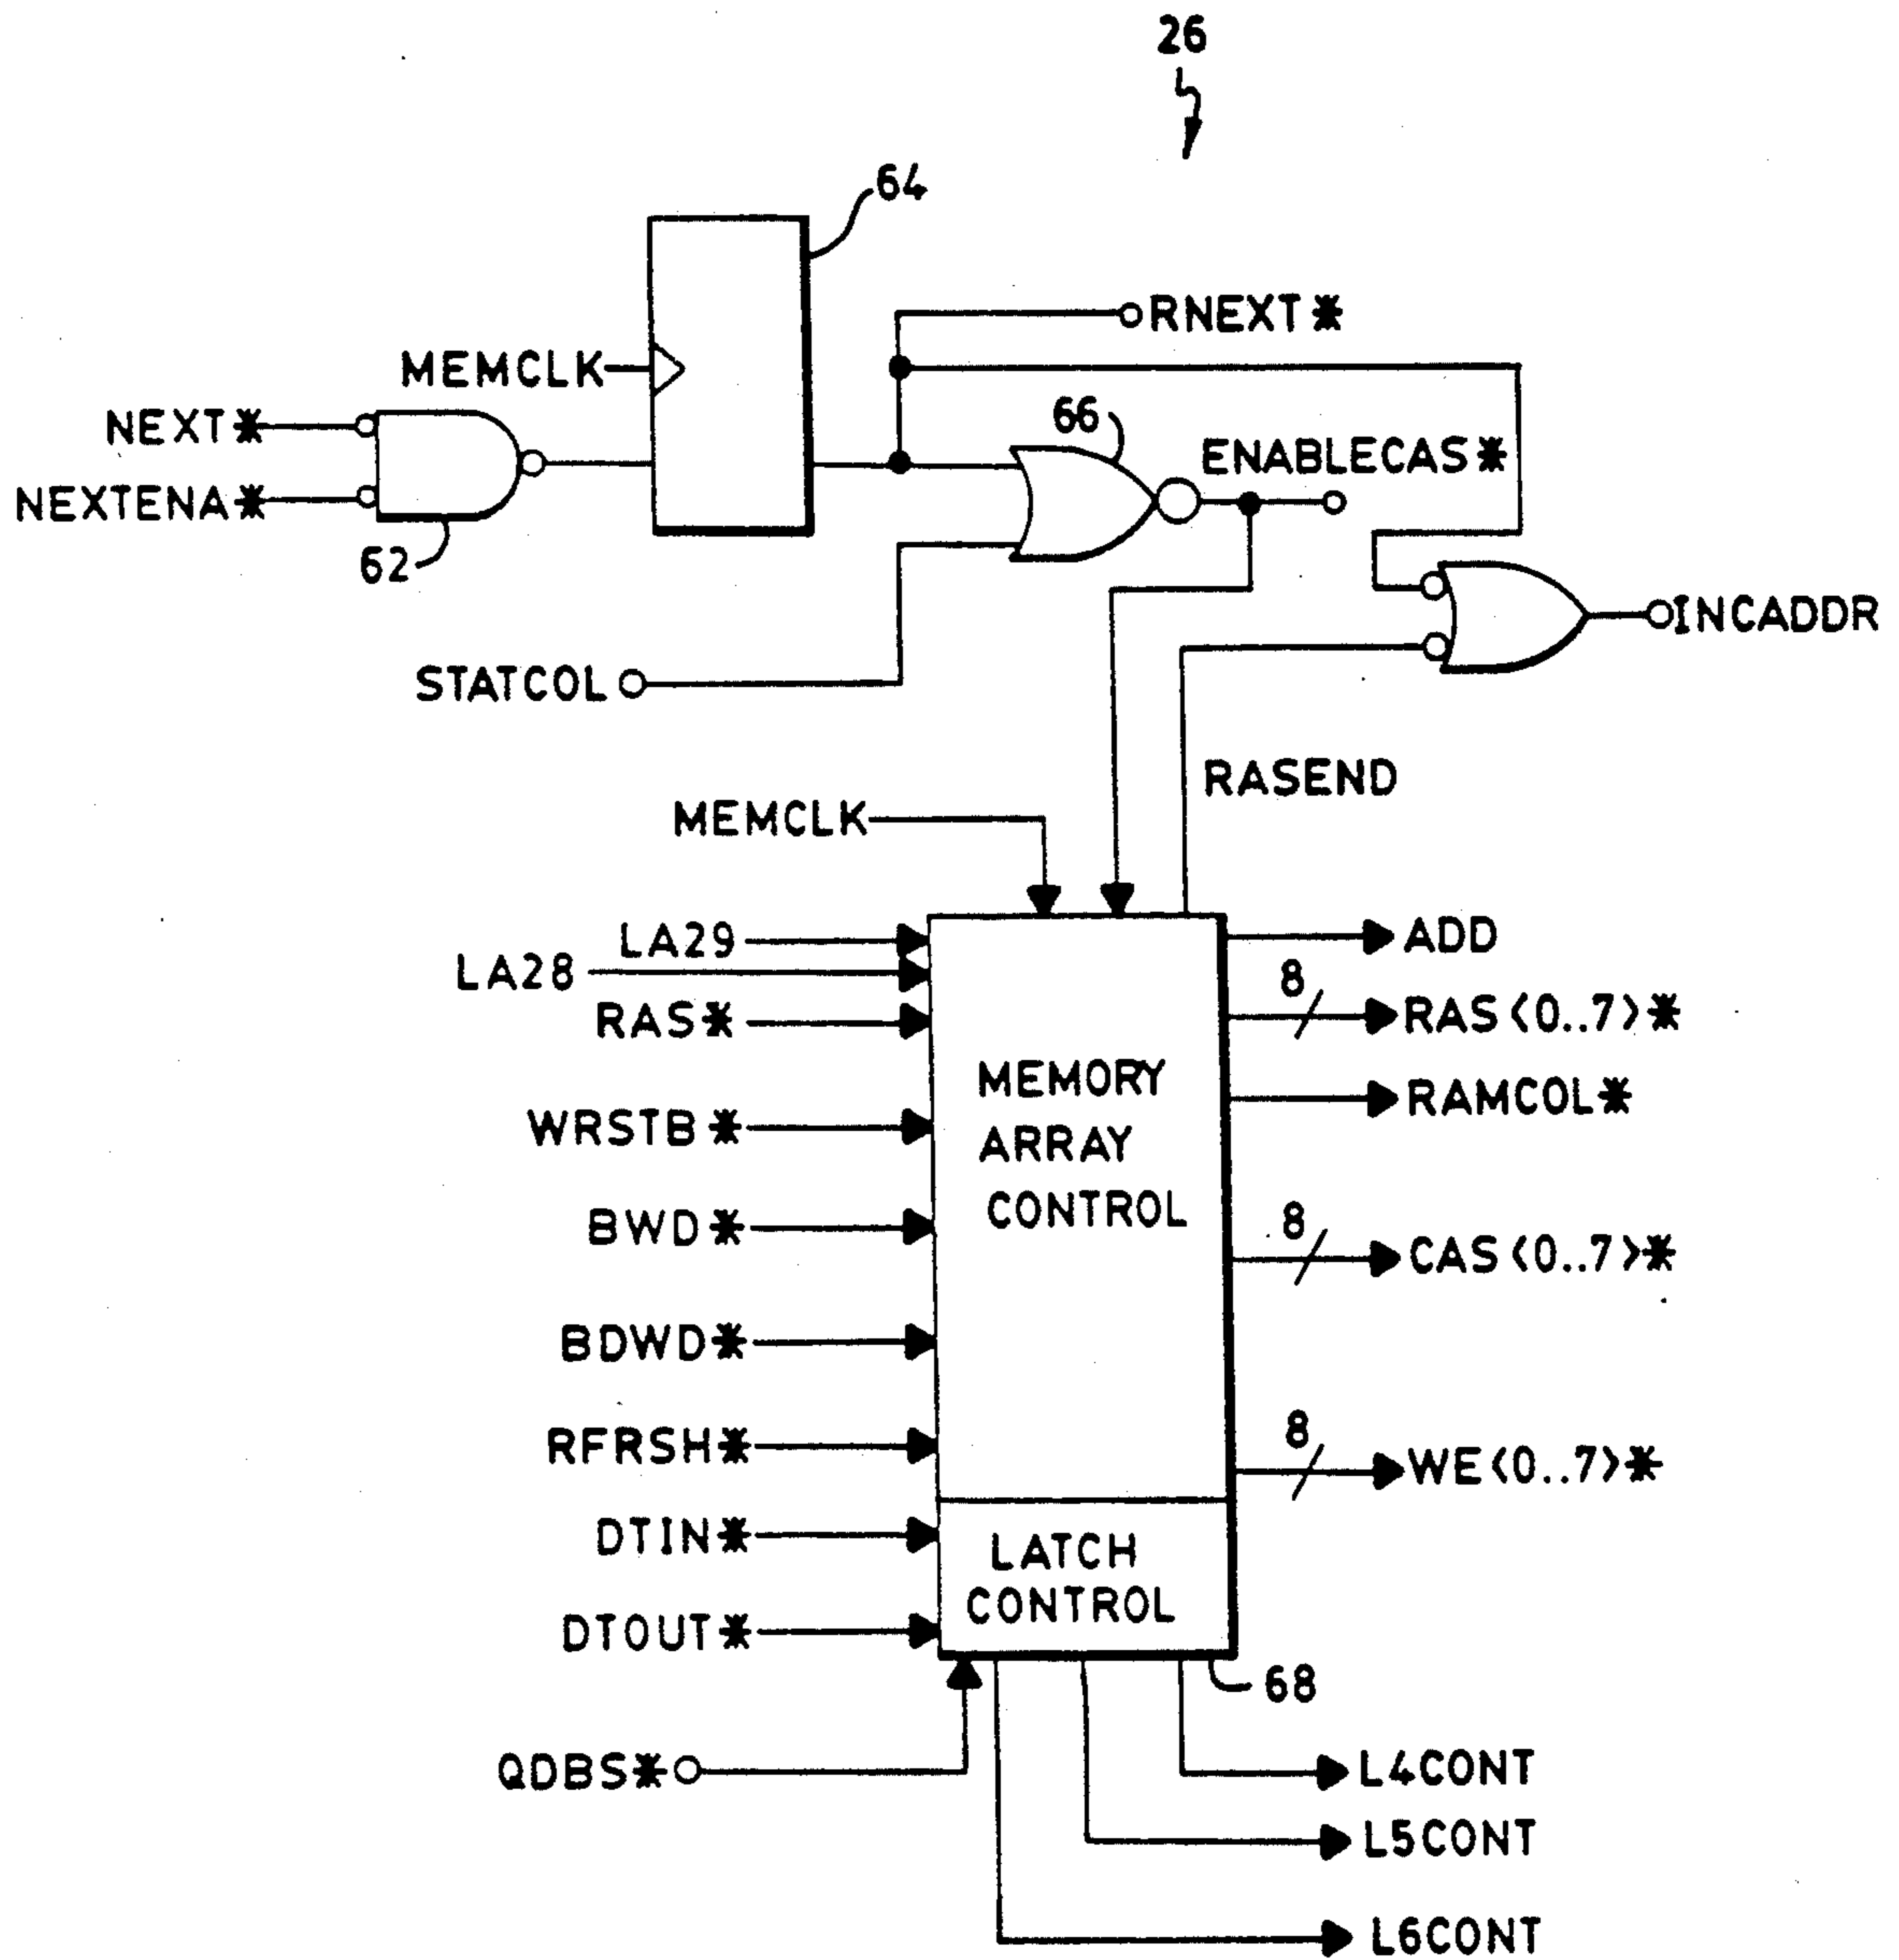 26
64
RNEXT*
MEMCLK
NEXT*
66
ENABLECAS*
NEXTENA*
62
INCADDR
STATCOL
RASEND
MEMCLK
LA29
ADD
LA28
8
RAS*
RAS<0..7>*
MEMORY
ARRAY
CONTROL
RAMCOL*
WRSTB*
BWD*
8
CAS<0..7>*
BDWD*
RFRSH*
8
WE<0..7>*
DTIN*
LATCH
CONTROL
DTOUT*
68
QDBS*
L4CONT
L5CONT
L6CONT